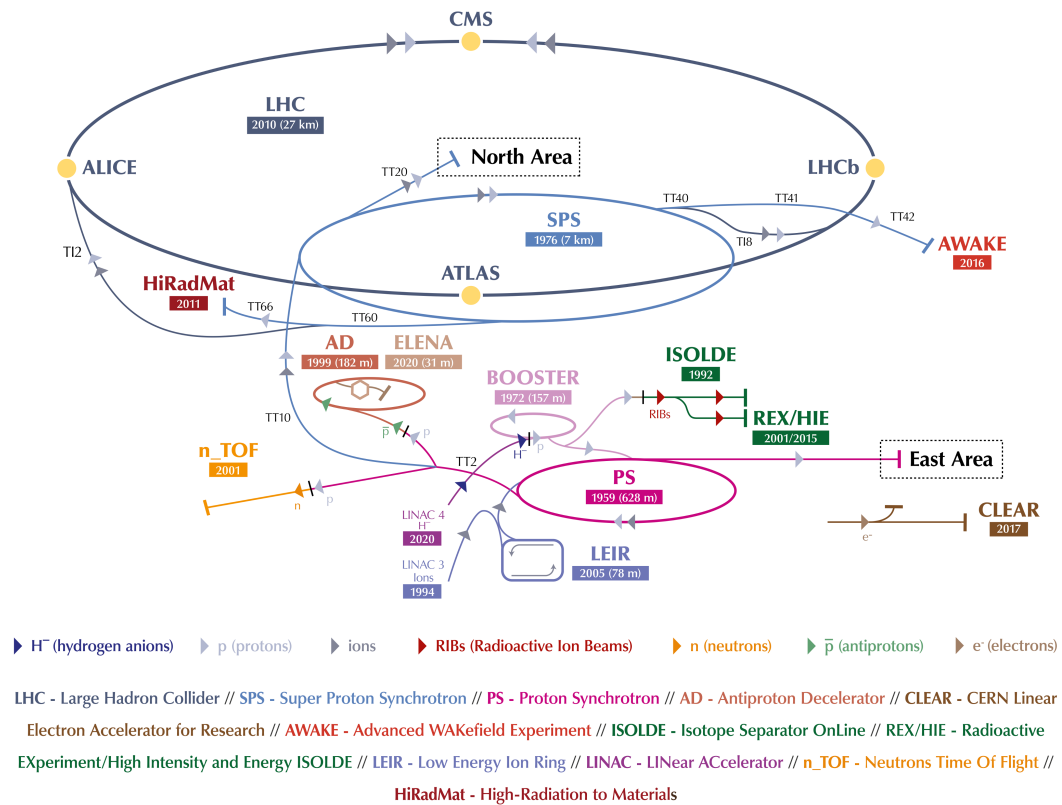 CMS
LHC
2010 (27 km)
North Area
ALICE
TT20
LHCb
SPS
1976 (7 km)
TT40
TT41
TT42
TI8
TI2
AWAKE
2016
ATLAS
HiRadMat
2011
TT66
TT60
AD
1999 (182 m)
ELENA
2020 (31 m)
ISOLDE
1992
BOOSTER
1972 (157 m)
RIBs
REX/HIE
2001/2015
TT10
p̅
p
H⁻
p
n_TOF
2001
TT2
East Area
PS
1959 (628 m)
n
p
LINAC 4
H⁻
2020
CLEAR
2017
e⁻
LEIR
2005 (78 m)
LINAC 3
Ions
1994
H⁻ (hydrogen anions) p (protons) ions RIBs (Radioactive Ion Beams) n (neutrons) p̅ (antiprotons) e⁻ (electrons)
LHC - Large Hadron Collider // SPS - Super Proton Synchrotron // PS - Proton Synchrotron // AD - Antiproton Decelerator // CLEAR - CERN Linear
Electron Accelerator for Research // AWAKE - Advanced WAKefield Experiment // ISOLDE - Isotope Separator OnLine // REX/HIE - Radioactive
EXperiment/High Intensity and Energy ISOLDE // LEIR - Low Energy Ion Ring // LINAC - LINear ACcelerator // n_TOF - Neutrons Time Of Flight //
HiRadMat - High-Radiation to Materials